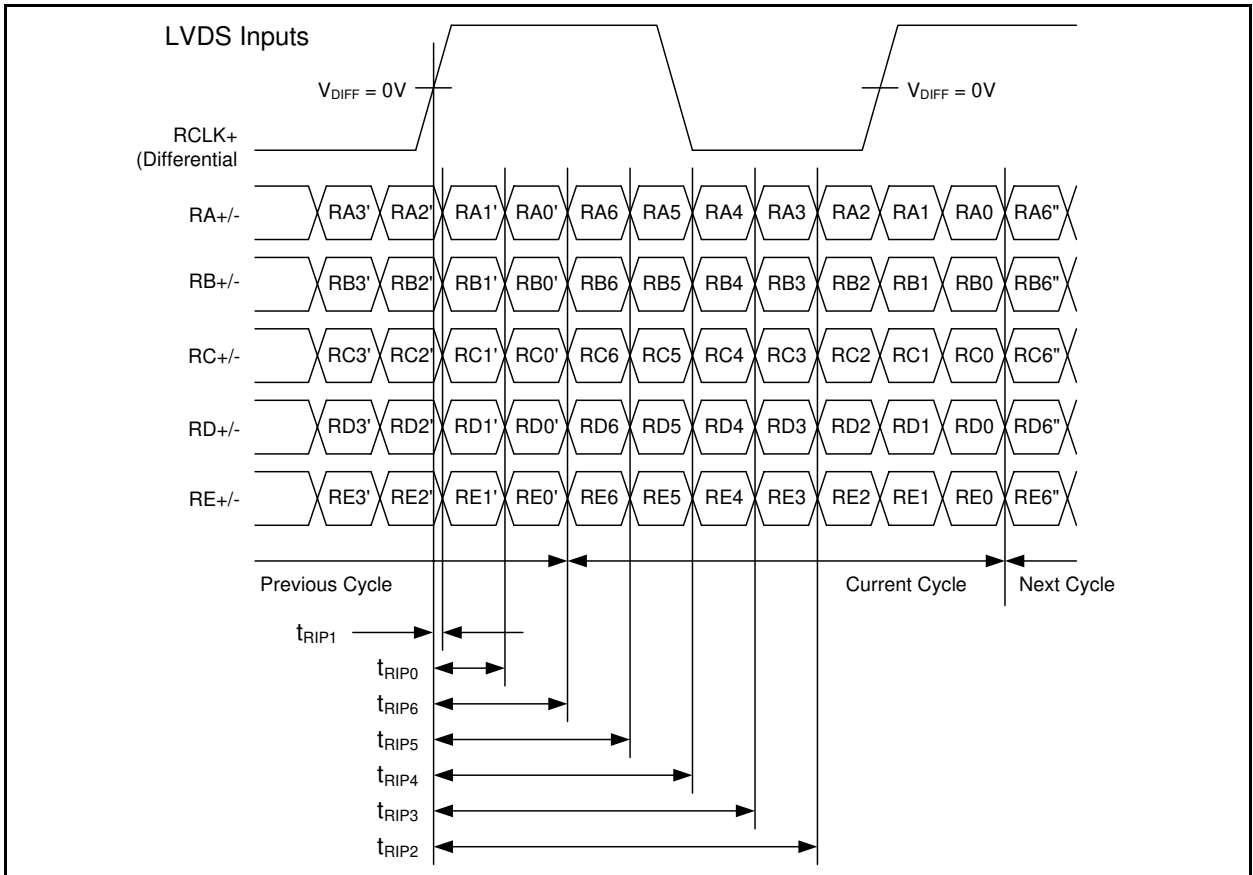 LVDS Inputs
VDIFF = 0V
VDIFF = 0V
RCLK+
(Differential
RA+/- RA3' RA2' RA1' RA0' RA6 RA5 RA4 RA3 RA2 RA1 RA0 RA6"
RB+/- RB3' RB2' RB1' RB0' RB6 RB5 RB4 RB3 RB2 RB1 RB0 RB6"
RC+/- RC3' RC2' RC1' RC0' RC6 RC5 RC4 RC3 RC2 RC1 RC0 RC6"
RD+/- RD3' RD2' RD1' RD0' RD6 RD5 RD4 RD3 RD2 RD1 RD0 RD6"
RE+/- RE3' RE2' RE1' RE0' RE6 RE5 RE4 RE3 RE2 RE1 RE0 RE6"
Previous Cycle Current Cycle Next Cycle
tRIP1
tRIP0
tRIP6
tRIP5
tRIP4
tRIP3
tRIP2